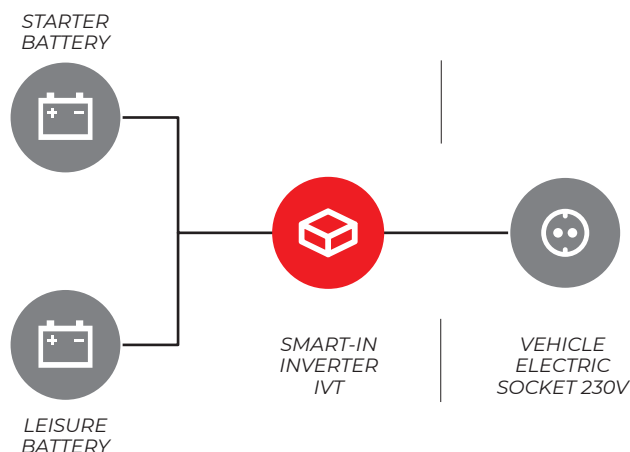 STARTER
BATTERY
SMART-IN
INVERTER
IVT
VEHICLE
ELECTRIC
SOCKET 230V
LEISURE
BATTERY